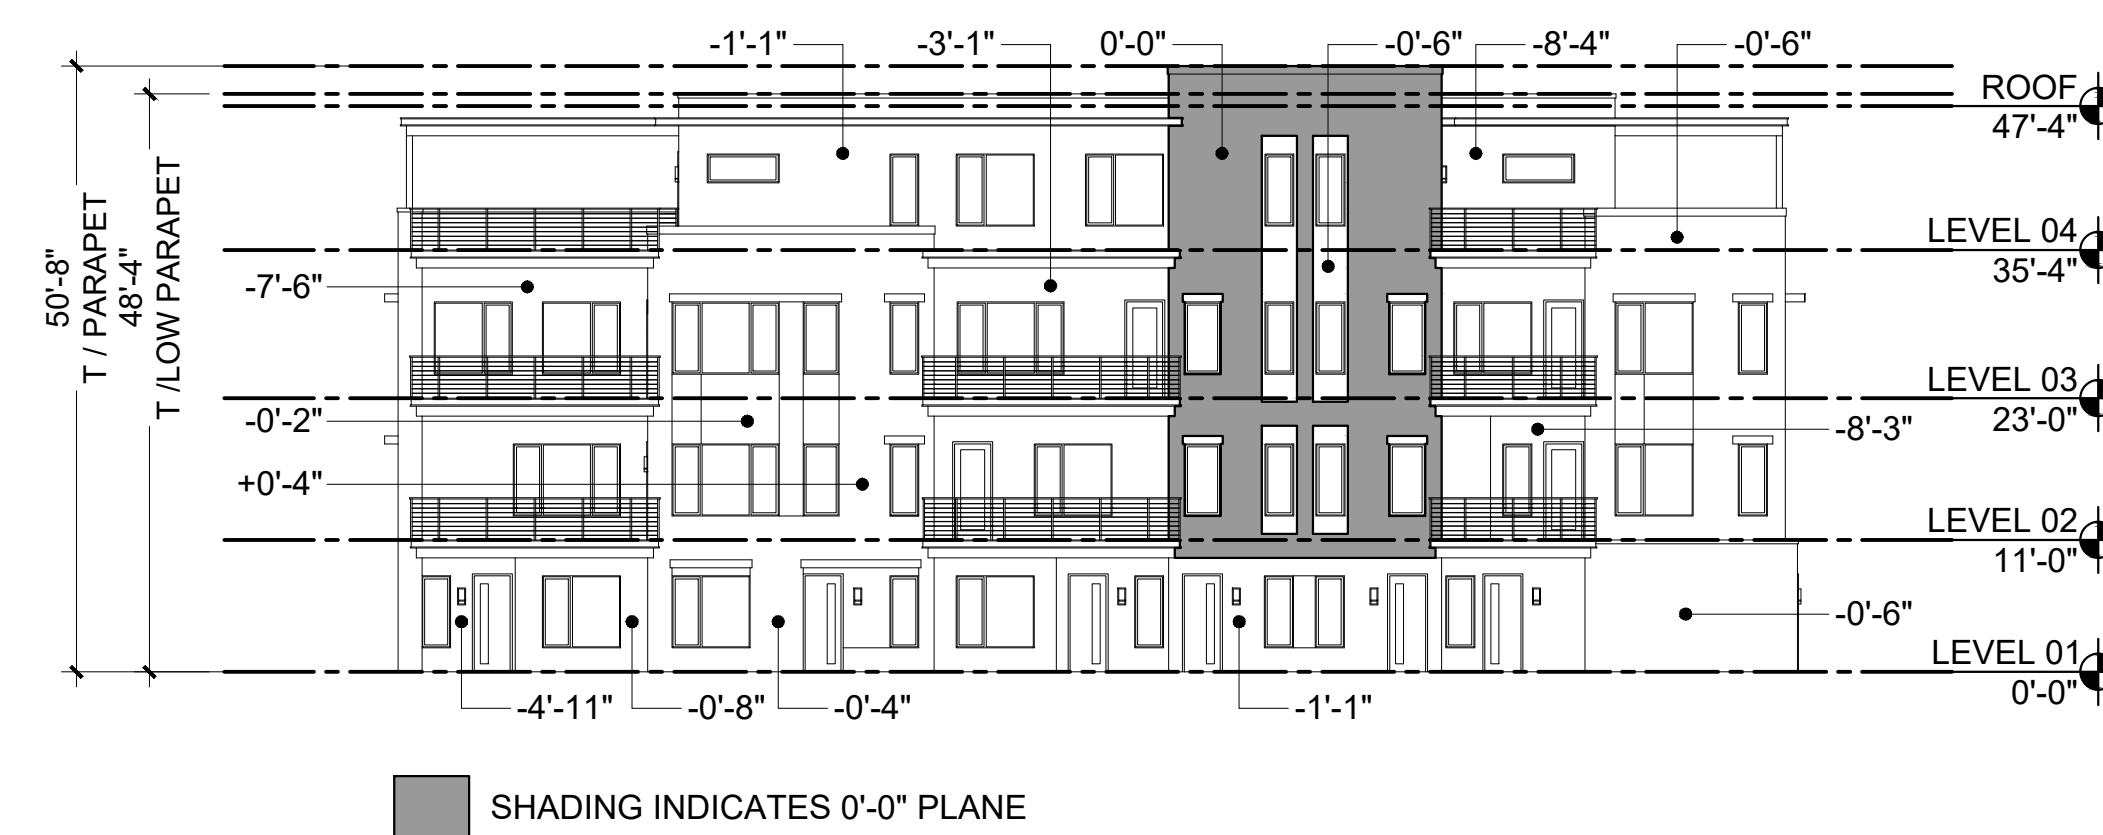 -1'-1"
-3'-1"
0'-0"
-0'-6"
-8'-4"
-0'-6"
ROOF
47'-4"
50'-8"
T / PARAPET
48'-4"
T /LOW PARAPET
LEVEL 04
35'-4"
-7'-6"
LEVEL 03
23'-0"
-0'-2"
-8'-3"
+0'-4"
LEVEL 02
11'-0"
-0'-6"
LEVEL 01
0'-0"
-4'-11"
-0'-8"
-0'-4"
-1'-1"
SHADING INDICATES 0'-0" PLANE